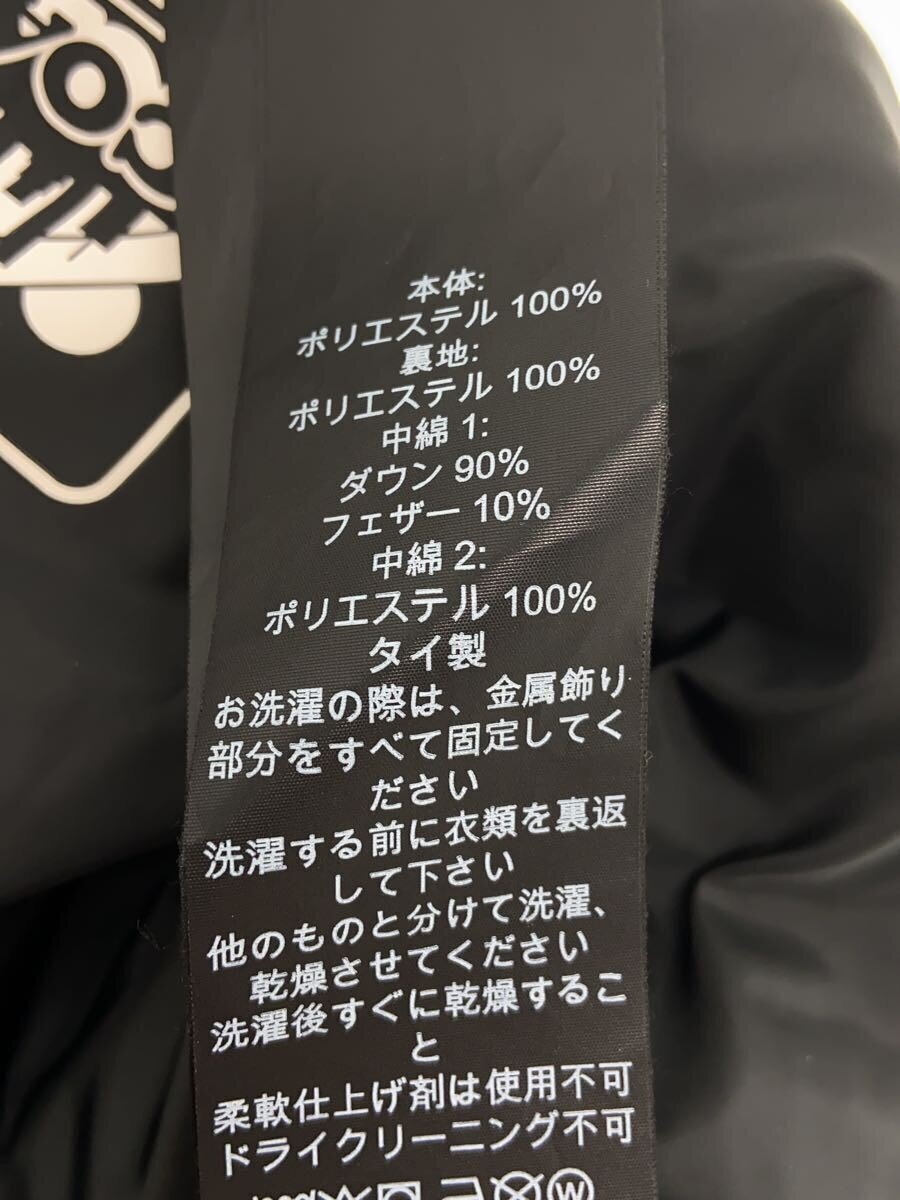 本体:
ポリエステル 100%
裏地:
ポリエステル 100%
中綿 1:
ダウン 90%
フェザー 10%
中綿 2:
ポリエステル 100%
タイ製
お洗濯の際は、金属飾り
部分をすべて固定してく
ださい
洗濯する前に衣類を裏返
して下さい
他のものと分けて洗濯、
乾燥させてください
洗濯後すぐに乾燥するこ
と
柔軟仕上げ剤は使用不可
ドライクリーニング不可